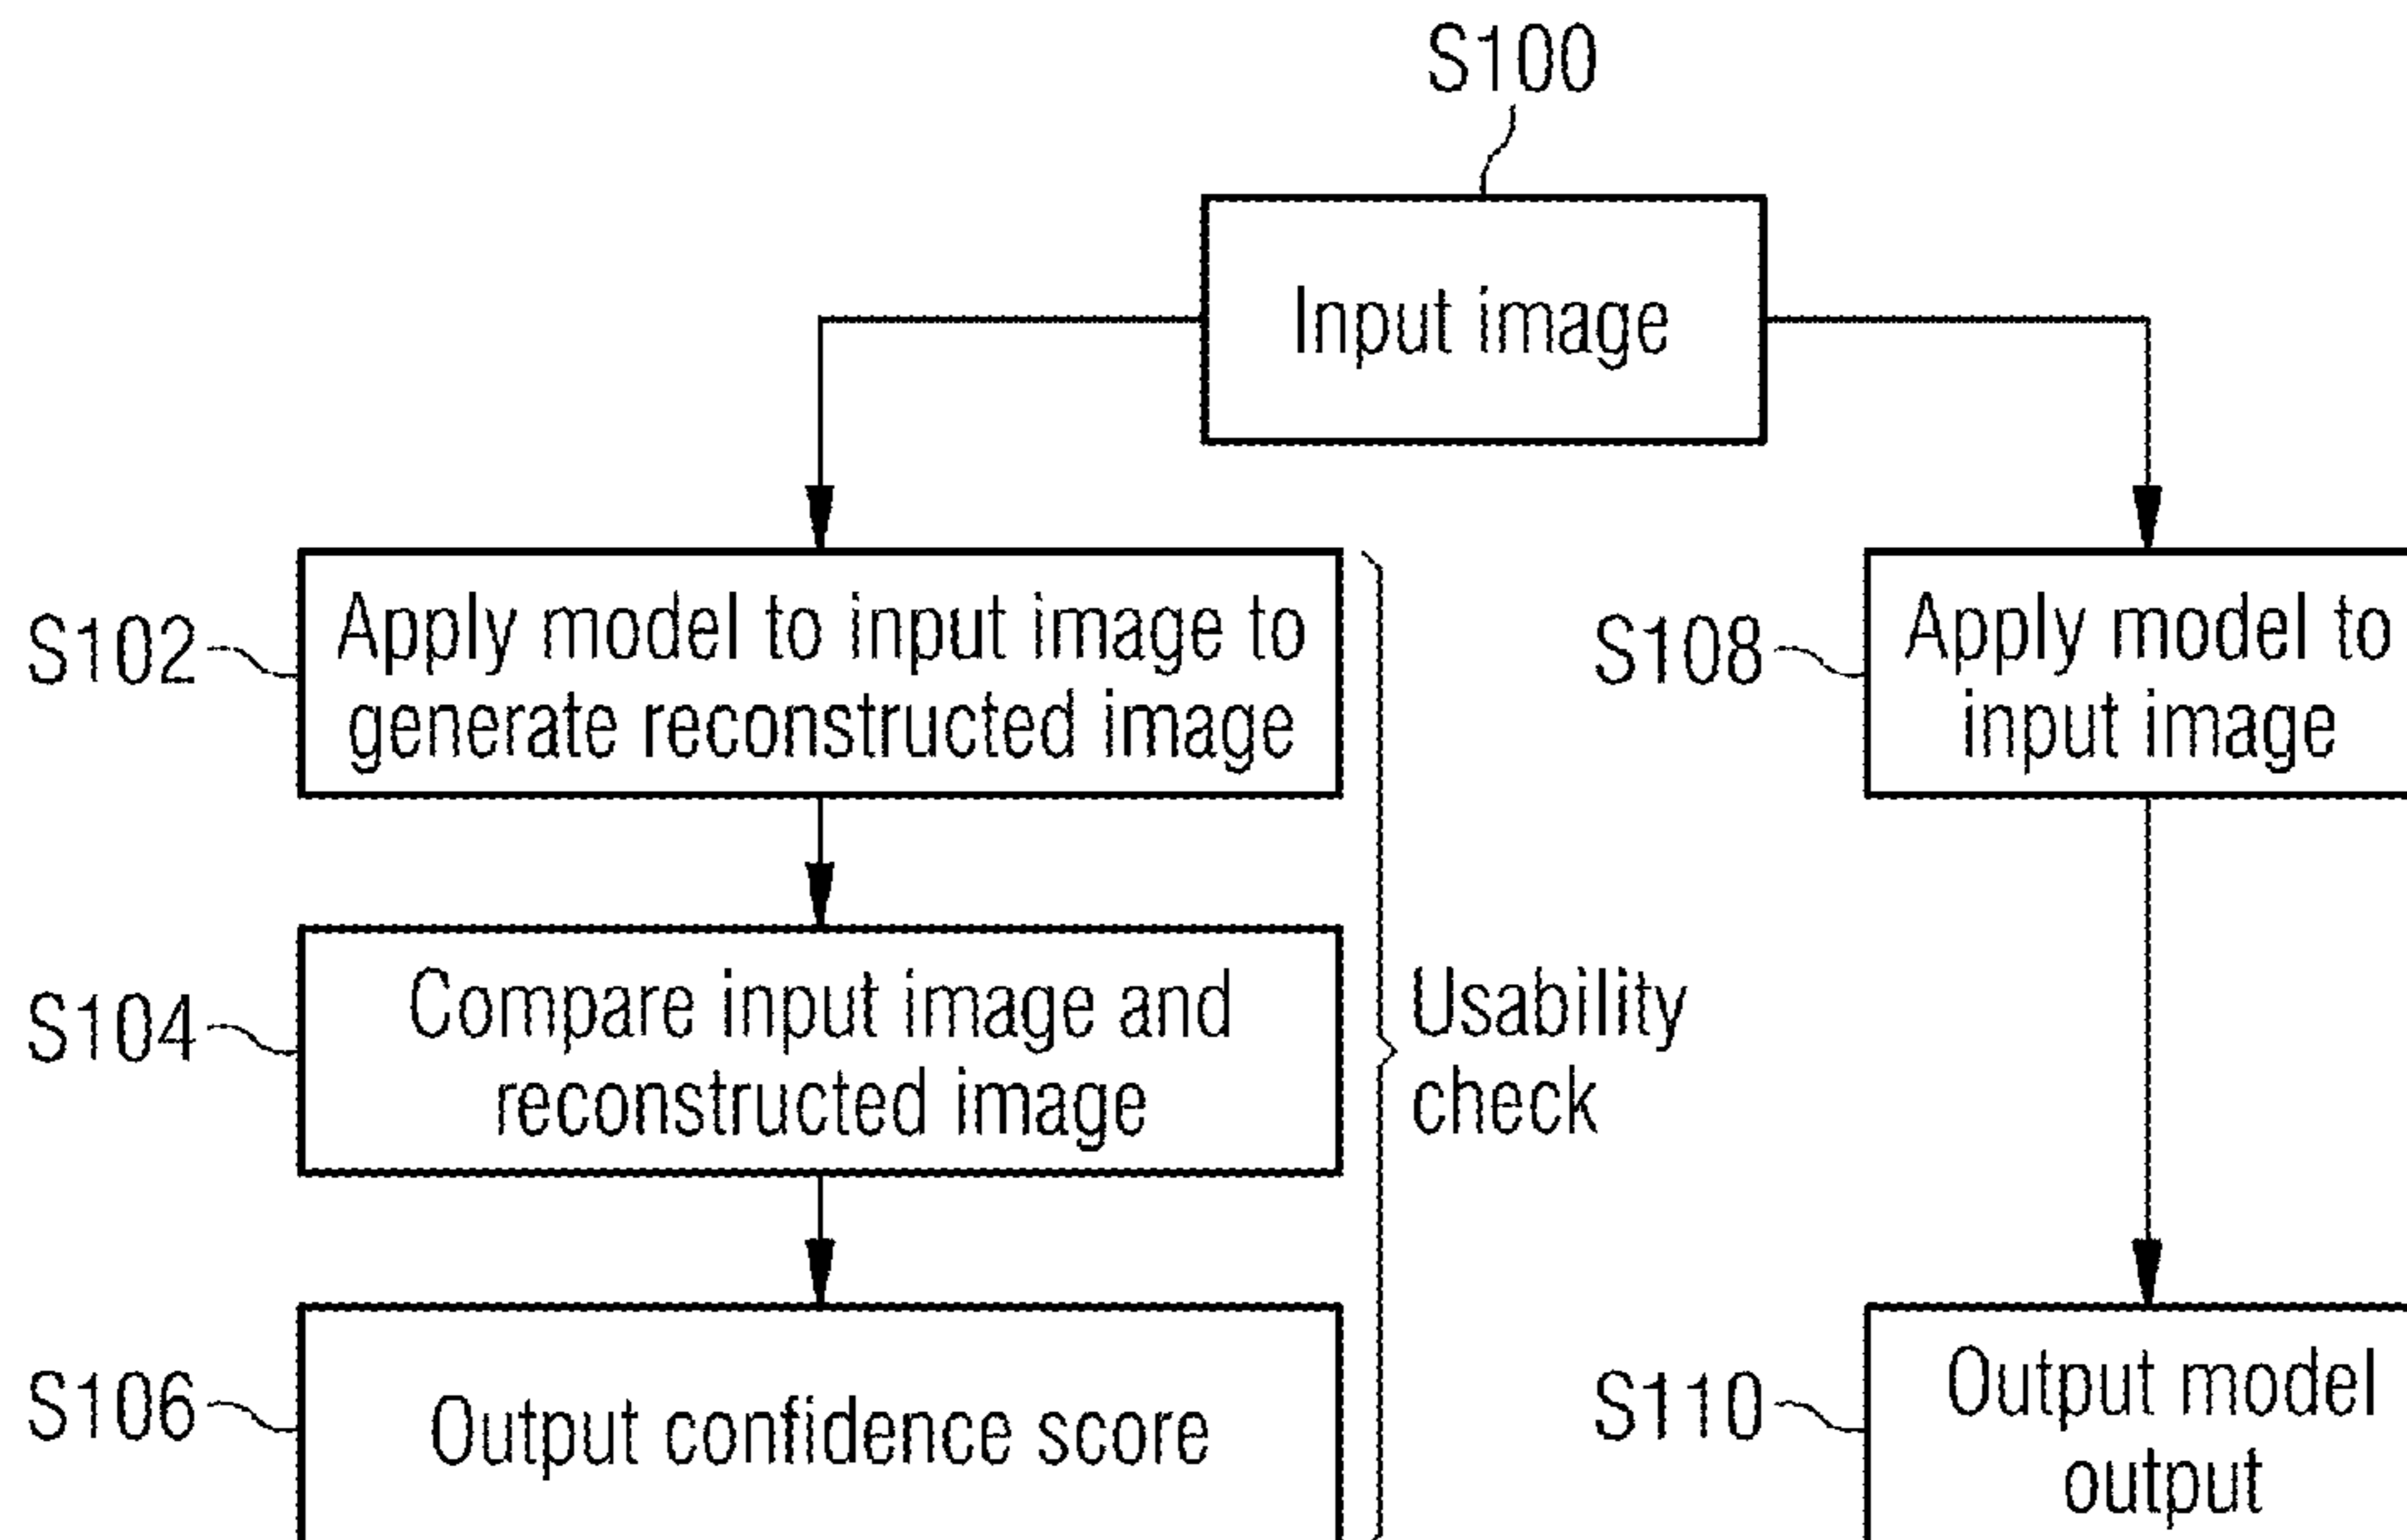 S100
Input image
S102
Apply model to input image to
generate reconstructed image
S108
Apply model to
input image
S104
Compare input image and
reconstructed image
Usability
check
S106
Output confidence score
S110
Output model
output